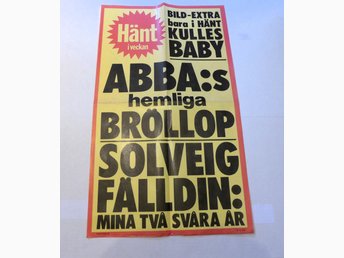 Hänt
i veckan
BILD-EXTRA
bara i HÄNT
KULLES
BABY
ABBA:s
hemliga
BRÖLLOP
SOLVEIG
FÄLLDIN:
MINA TVÅ SVÅRA ÅR